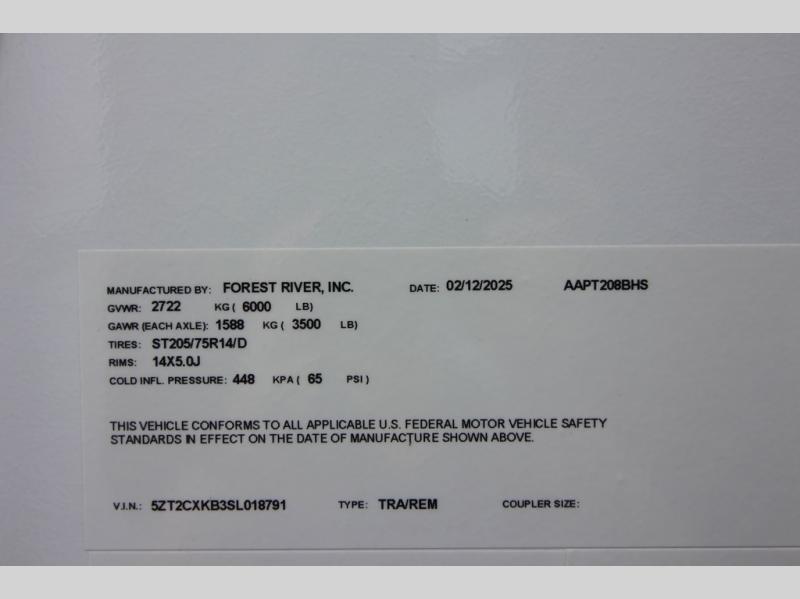 MANUFACTURED BY: FOREST RIVER, INC. DATE: 02/12/2025 AAPT208BHS
GVWR: 2722 KG ( 6000 LB)
GAWR (EACH AXLE): 1588 KG ( 3500 LB)
TIRES: ST205/75R14/D
RIMS: 14X5.0J
COLD INFL. PRESSURE: 448 KPA ( 65 PSI )
THIS VEHICLE CONFORMS TO ALL APPLICABLE U.S. FEDERAL MOTOR VEHICLE SAFETY
STANDARDS IN EFFECT ON THE DATE OF MANUFACTURE SHOWN ABOVE.
V.I.N.: 5ZT2CXKB3SL018791 TYPE: TRA/REM COUPLER SIZE: